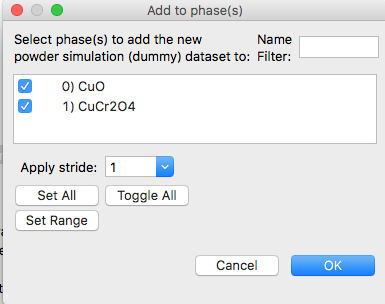 Add to phase(s)
Select phase(s) to add the new Name
powder simulation (dummy) dataset to: Filter:
0) CuO
1) CuCr2O4
Apply stride: 1
Set All Toggle All
Set Range
Cancel OK